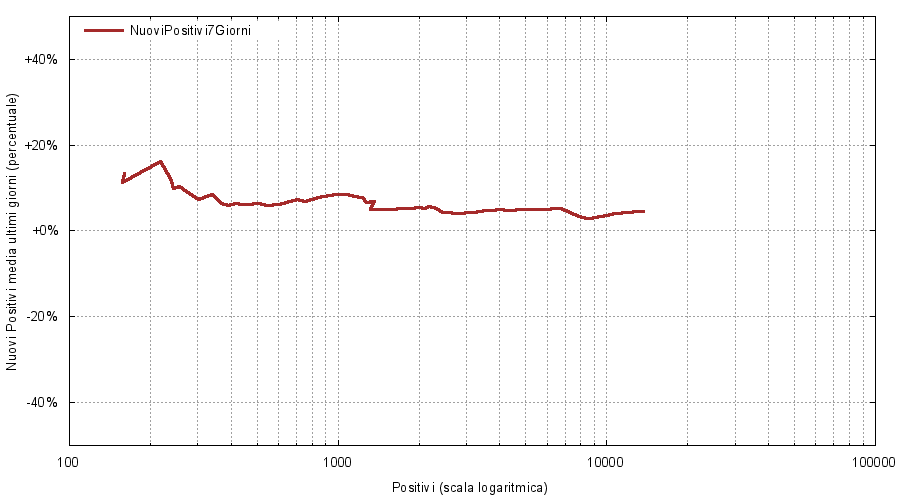 NuoviPositivi7Giorni
+40%
+20%
+0%
-20%
-40%
Nuovi Positivi media ultimi giorni (percentuale)
100 1000 10000 100000
Positivi (scala logaritmica)